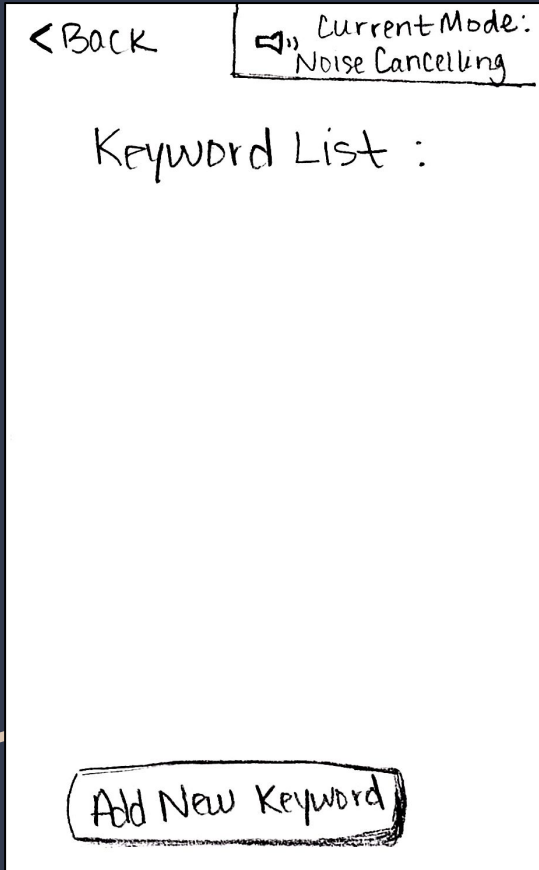 < Back
Current Mode:
Noise Cancelling
Keyword List :
Add New Keyword